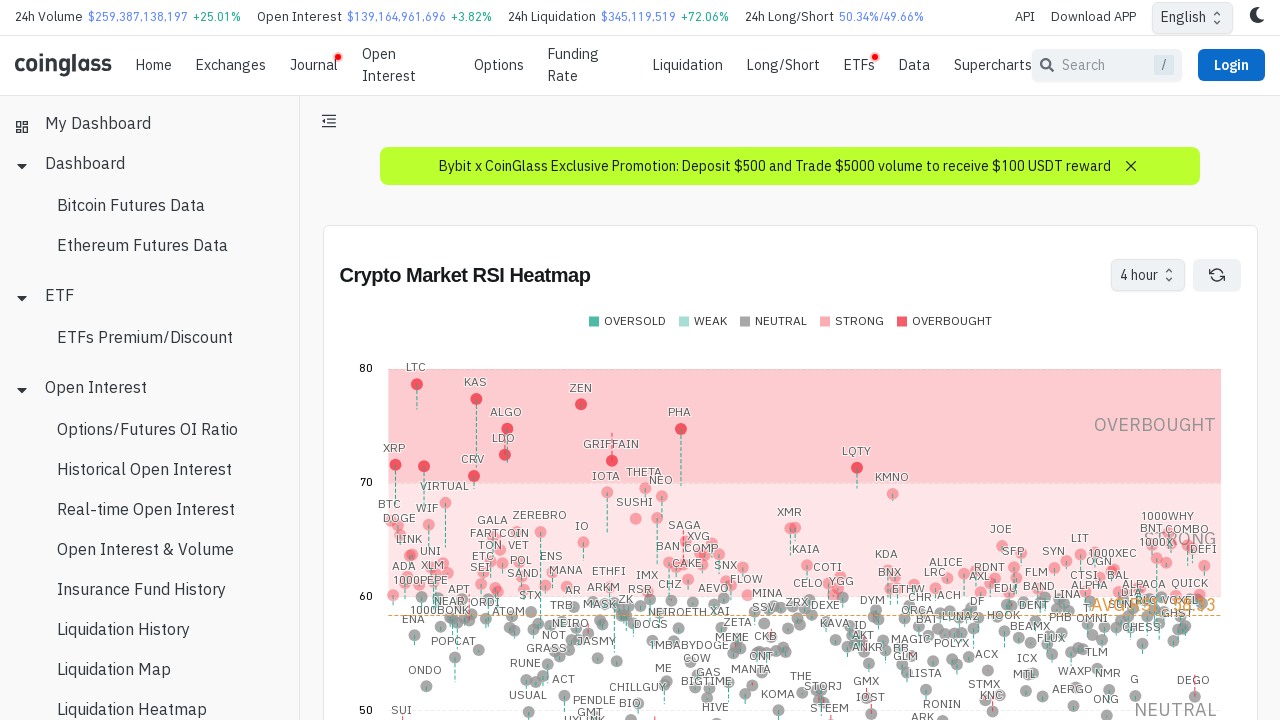 24h Volume $259,387,138,197 +25.01% Open Interest $139,164,961,696 +3.82% 24h Liquidation $345,119,519 +72.06% 24h Long/Short 50.34%/49.66% API Download APP English
coinglass Home Exchanges Journal Open Interest Options Funding Rate Liquidation Long/Short ETFs Data Supercharts Search / Login
My Dashboard
Dashboard
Bitcoin Futures Data
Ethereum Futures Data
ETF
ETFs Premium/Discount
Open Interest
Options/Futures OI Ratio
Historical Open Interest
Real-time Open Interest
Open Interest & Volume
Insurance Fund History
Liquidation History
Liquidation Map
Liquidation Heatmap
Bybit x CoinGlass Exclusive Promotion: Deposit $500 and Trade $5000 volume to receive $100 USDT reward
Crypto Market RSI Heatmap
4 hour
OVERSOLD WEAK NEUTRAL STRONG OVERBOUGHT
80
LTC
KAS
ZEN
ALGO
PHA
OVERBOUGHT
LDO
GRIFFAIN
XRP
CRV
LQTY
70
VIRTUAL
IOTA
THETA
NEO
KMNO
BTC
WIF
SUSHI
DOGE
GALA
ZEREBRO
IO
SAGA
XMR
JOE
1000WHY
LINK
FARTCOIN
XVG
BNT
COMBO
STRONG
UNI
TON
VET
BAN
COMP
KAIA
SFP
SYN
LIT
1000X
DEFI
ADA
XLM
ETC
POL
ENS
CAKE
SNX
COTI
KDA
ALICE
1000XEC
SEI
SAND
MANA
ETHFI
IMX
CHZ
FLOW
CELO
YGG
BNX
LRC
AXL
RDNT
FLM
CTSI
OGN
BAL
1000PEPE
APT
STX
AR
ARKM
RSR
AEVO
MINA
ETHW
ACH
EDU
BAND
LINA
ALPHA
DIA
ALPACA
QUICK
60
NEAR
ORDI
TRB
MASK
ZK
SSV
ZRX
DEXE
DYM
CHR
DF
DENT
VOXEL
1000BONK
ATOM
NEIROETH
XAI
ORCA
LUNA2
HOOK
PHB
OMNI
GHST
ENA
NEIRO
DOGS
ZETA
KAVA
ID
BAT
BEAMX
CHESS
POPCAT
NOT
JASMY
MEME
CKB
AKT
MAGIC
POLYX
FLUX
GRASS
1MBABYDOGE
ONT
ANKR
BB
TLM
ONDO
RUNE
COW
GLM
ACX
ICX
ACT
ME
GAS
MANTA
LISTA
MTL
WAXP
NMR
USUAL
CHILLGUY
BIGTIME
THE
GMX
STMX
AERGO
G
DEGO
SUI
PENDLE
BIO
KOMA
STORJ
IOST
KNC
ONG
50
GMT
HIVE
STEEM
RONIN
NEUTRAL
ARK